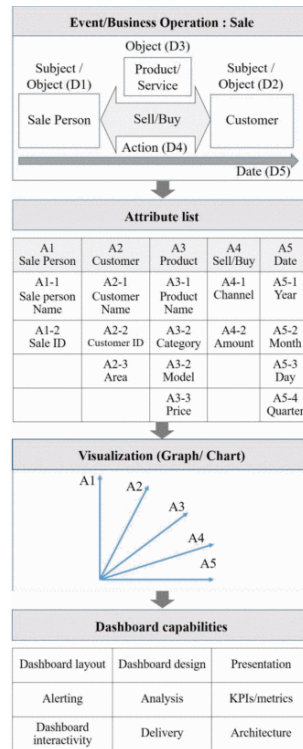 Event/Business Operation : Sale
Object (D3)
Subject / Object (D1)
Product/ Service
Subject / Object (D2)
Sale Person
Sell/Buy
Customer
Action (D4)
Date (D5)
Attribute list
A1 Sale Person
A2 Customer
A3 Product
A4 Sell/Buy
A5 Date
A1-1 Sale person Name
A2-1 Customer Name
A3-1 Product Name
A4-1 Channel
A5-1 Year
A1-2 Sale ID
A2-2 Customer ID
A3-2 Category
A4-2 Amount
A5-2 Month
A2-3 Area
A3-2 Model
A5-3 Day
A3-3 Price
A5-4 Quarter
Visualization (Graph/ Chart)
A1
A2
A3
A4
A5
Dashboard capabilities
Dashboard layout
Dashboard design
Presentation
Alerting
Analysis
KPIs/metrics
Dashboard interactivity
Delivery
Architecture